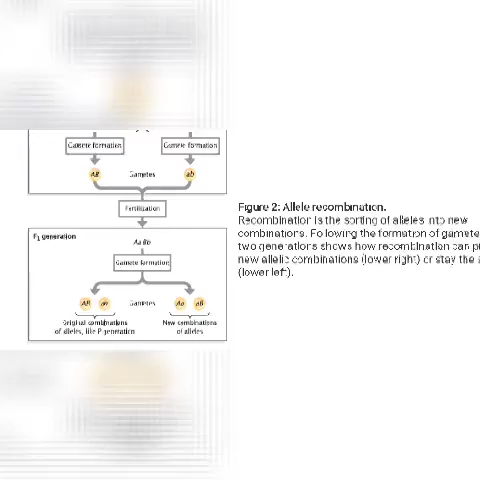 Gamete formation Gamete formation
AB Gametes ab
Fertilization
F₁ generation
Aa Bb
Gamete formation
AB Gametes aB
Original combinations New combinations
of alleles, like P generation of alleles
Figure 2: Allele recombination.
Recombination is the sorting of alleles into new
combinations. Following the formation of gamete
two generations shows how recombination can
new allelic combinations (lower right) or stay the
(lower left).